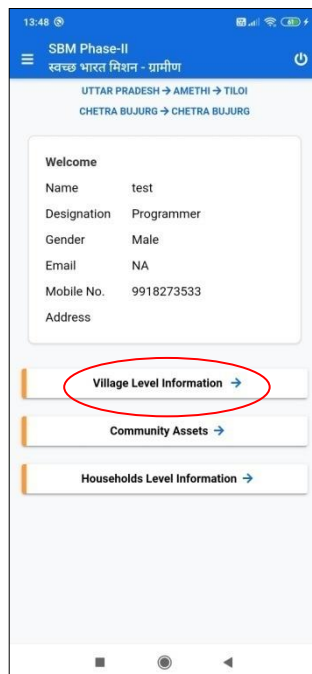 13:48
SBM Phase-II
स्वच्छ भारत मिशन - ग्रामीण
UTTAR PRADESH → AMETHI → TILOI
CHETRA BUJURG → CHETRA BUJURG
Welcome
Name test
Designation Programmer
Gender Male
Email NA
Mobile No. 9918273533
Address
Village Level Information →
Community Assets →
Households Level Information →